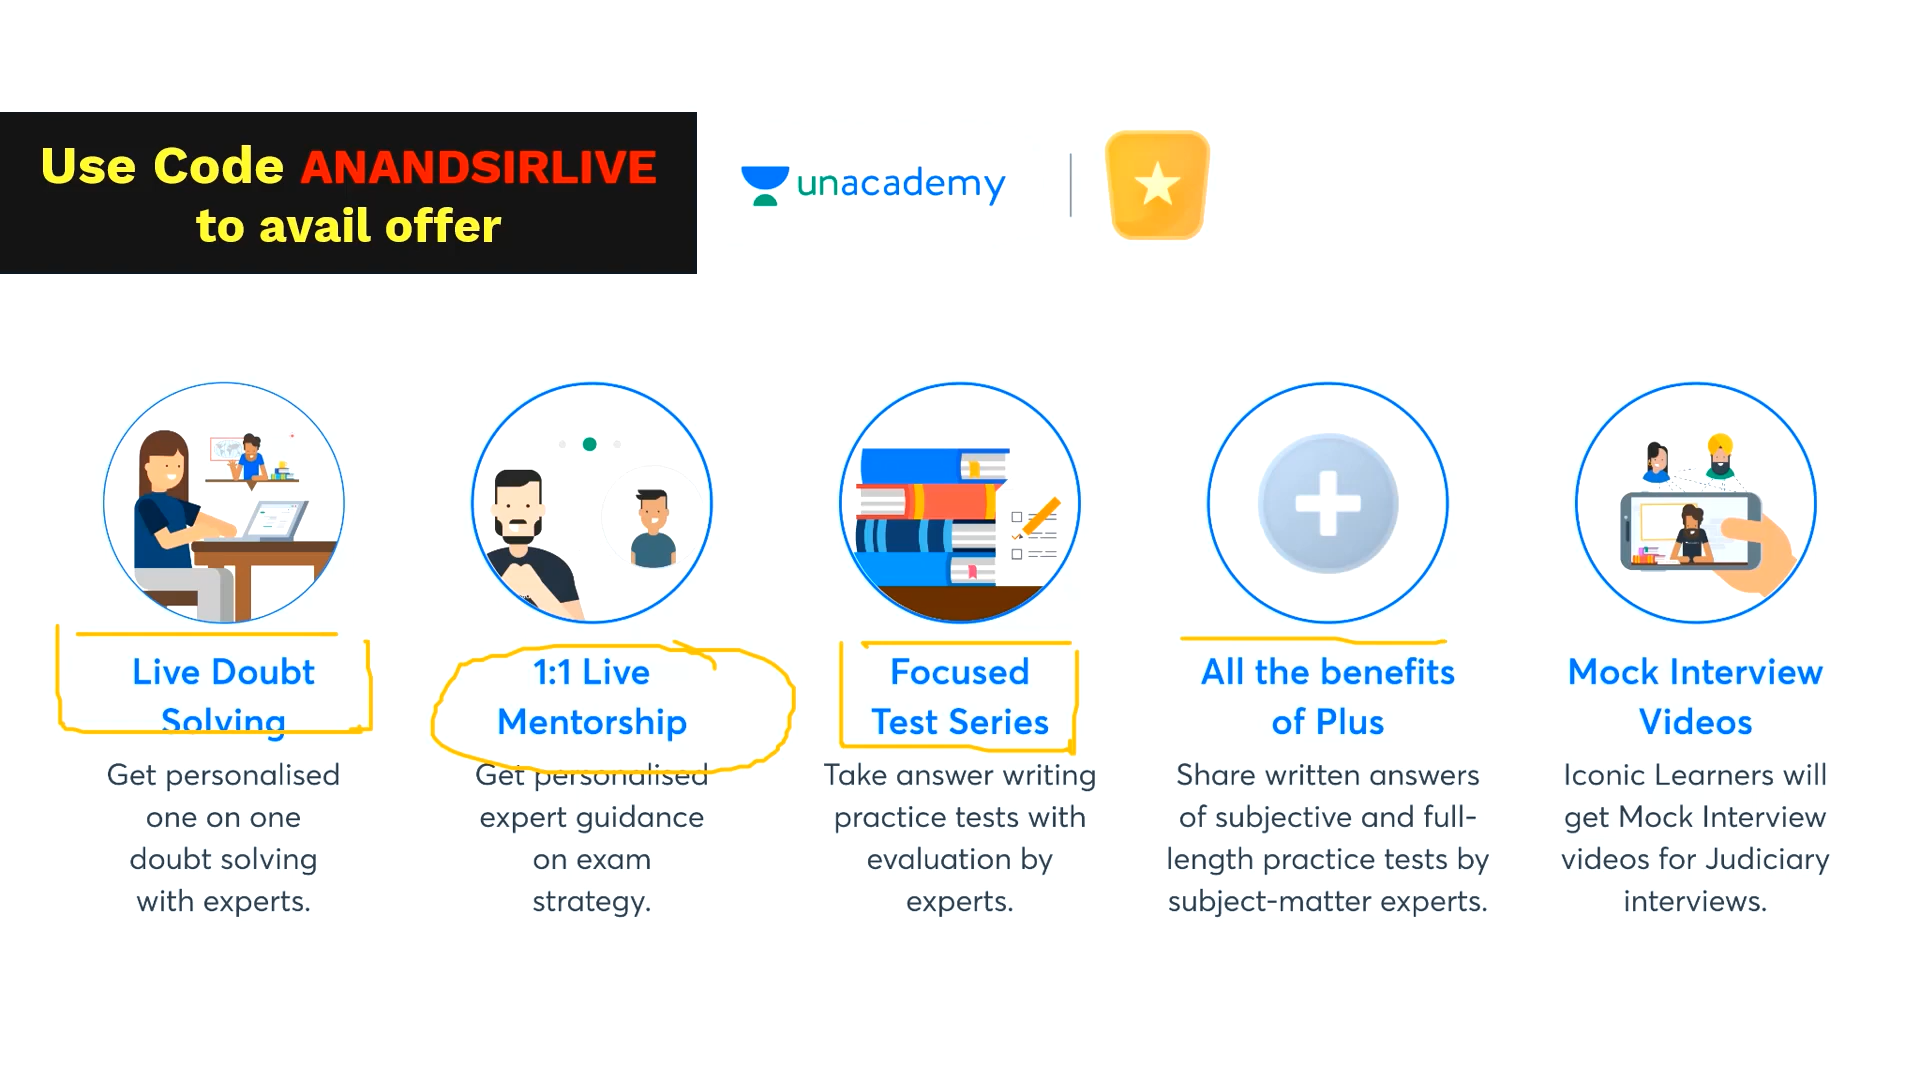 Use Code ANANDSIRLIVE
to avail offer
unacademy
Live Doubt
Solving
Get personalised
one on one
doubt solving
with experts.
1:1 Live
Mentorship
Get personalised
expert guidance
on exam
strategy.
Focused
Test Series
Take answer writing
practice tests with
evaluation by
experts.
All the benefits
of Plus
Share written answers
of subjective and full-
length practice tests by
subject-matter experts.
Mock Interview
Videos
Iconic Learners will
get Mock Interview
videos for Judiciary
interviews.